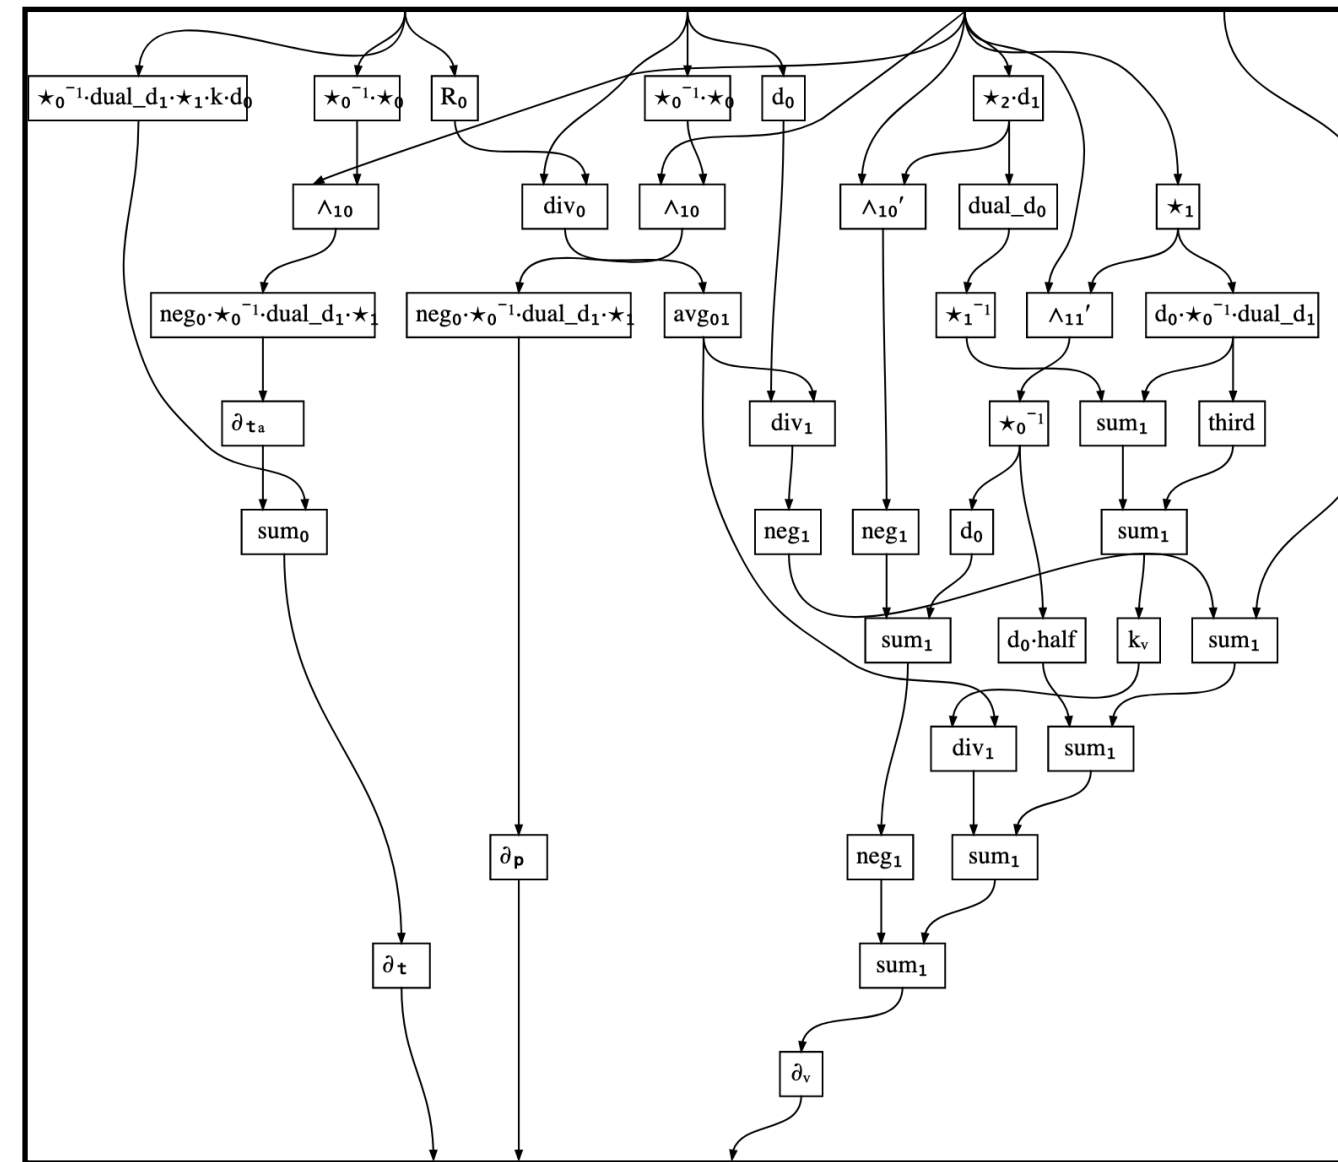 ⋆₀⁻¹·dual_d₁·⋆₁·k·d₀ ⋆₀⁻¹·⋆₀ R₀ ⋆₀⁻¹·⋆₀ d₀ ⋆₂·d₁
∧₁₀ div₀ ∧₁₀ ∧₁₀′ dual_d₀ ⋆₁
neg₀·⋆₀⁻¹·dual_d₁·⋆₁ neg₀·⋆₀⁻¹·dual_d₁·⋆₁ avg₀₁ ⋆₁⁻¹ ∧₁₁′ d₀·⋆₀⁻¹·dual_d₁
∂ₜₐ div₁ ⋆₀⁻¹ sum₁ third
sum₀ neg₁ neg₁ d₀ sum₁
sum₁ d₀·half kᵥ sum₁
div₁ sum₁
∂ₚ neg₁ sum₁
∂ₜ sum₁
∂ᵥ